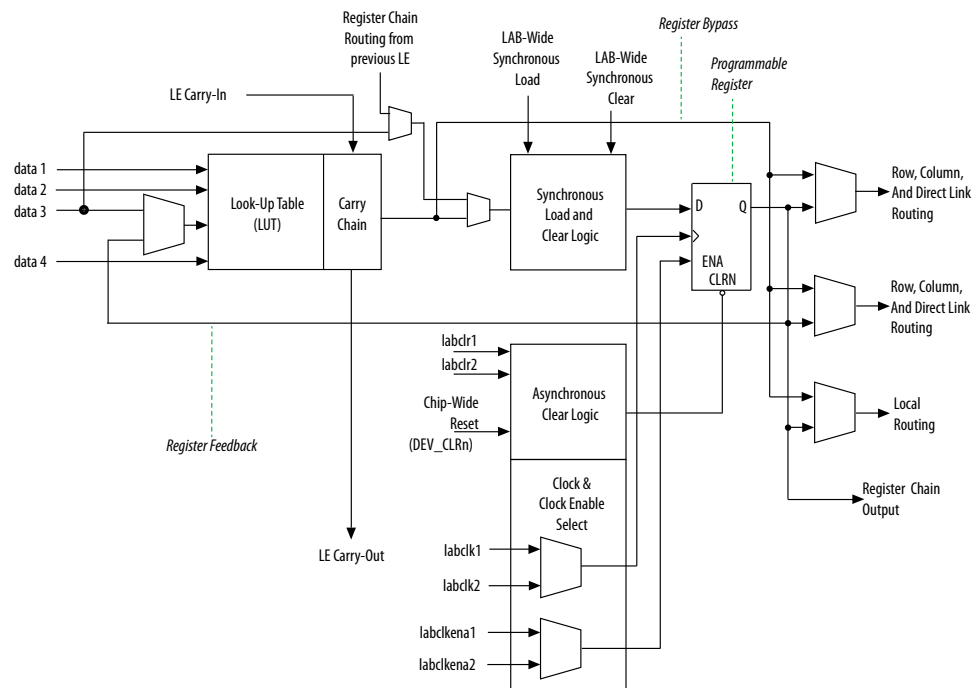 Register Chain
Routing from
previous LE
LAB-Wide
Synchronous
Load
Register Bypass
LAB-Wide
Synchronous
Clear
Programmable
Register
LE Carry-In
data 1
data 2
data 3
data 4
Look-Up Table
(LUT)
Carry
Chain
Synchronous
Load and
Clear Logic
D
Q
ENA
CLRN
Row, Column,
And Direct Link
Routing
Row, Column,
And Direct Link
Routing
labclr1
labclr2
Chip-Wide
Reset
(DEV_CLRn)
Asynchronous
Clear Logic
Local
Routing
Register Feedback
Clock &
Clock Enable
Select
Register Chain
Output
LE Carry-Out
labclk1
labclk2
labclkena1
labclkena2